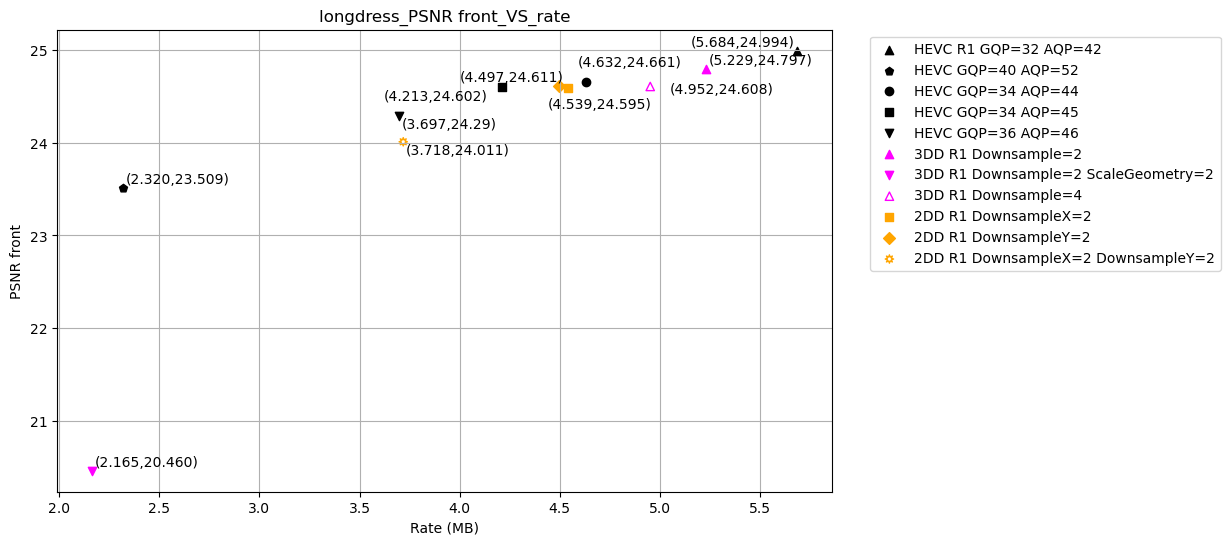 longdress_PSNR front_VS_rate
PSNR front
25
24
23
22
21
(5.684,24.994)
(5.229,24.797)
(4.632,24.661)
(4.952,24.608)
(4.497,24.611)
(4.539,24.595)
(4.213,24.602)
(3.697,24.29)
(3.718,24.011)
(2.320,23.509)
(2.165,20.460)
2.0
2.5
3.0
3.5
4.0
4.5
5.0
5.5
Rate (MB)
HEVC R1 GQP=32 AQP=42
HEVC GQP=40 AQP=52
HEVC GQP=34 AQP=44
HEVC GQP=34 AQP=45
HEVC GQP=36 AQP=46
3DD R1 Downsample=2
3DD R1 Downsample=2 ScaleGeometry=2
3DD R1 Downsample=4
2DD R1 DownsampleX=2
2DD R1 DownsampleY=2
2DD R1 DownsampleX=2 DownsampleY=2